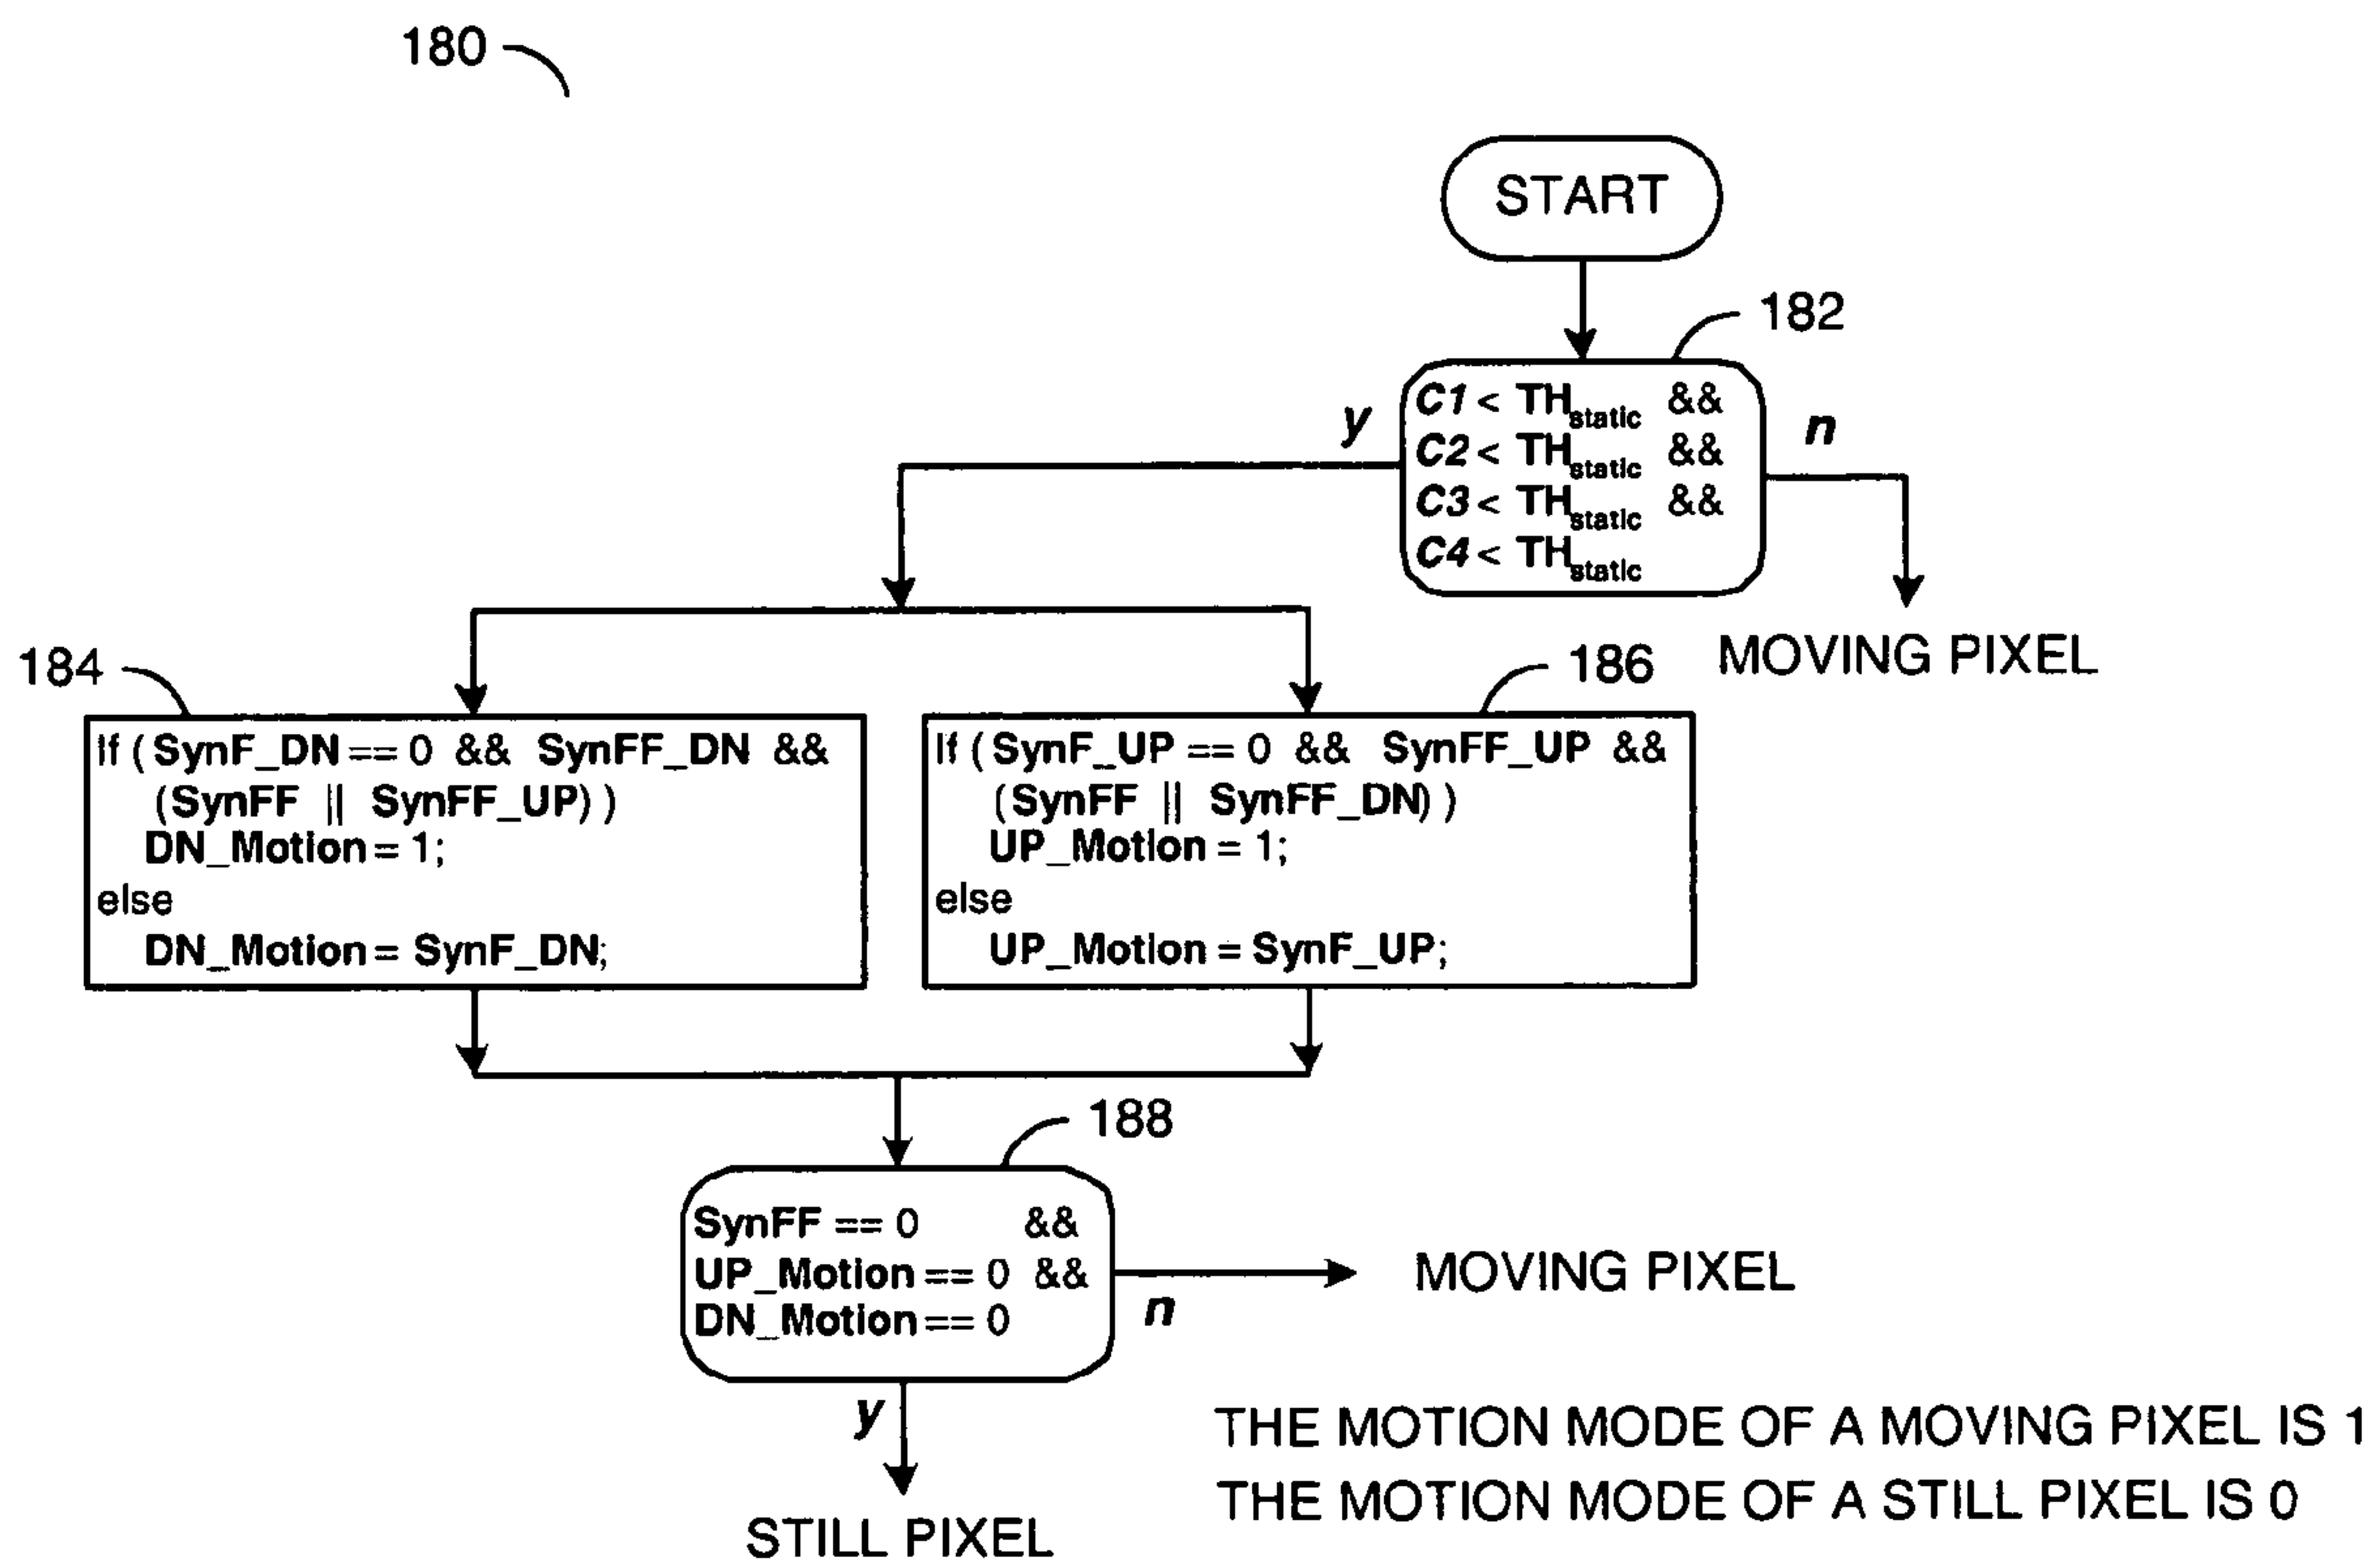 180
START
182
C1 < THstatic &&
C2 < THstatic &&
C3 < THstatic &&
C4 < THstatic
y
n
MOVING PIXEL
184
If ( SynF_DN == 0 && SynFF_DN &&
(SynFF || SynFF_UP) )
DN_Motion = 1;
else
DN_Motion = SynF_DN;
186
If ( SynF_UP == 0 && SynFF_UP &&
(SynFF || SynFF_DN) )
UP_Motion = 1;
else
UP_Motion = SynF_UP;
188
SynFF == 0 &&
UP_Motion == 0 &&
DN_Motion == 0
n
MOVING PIXEL
y
STILL PIXEL
THE MOTION MODE OF A MOVING PIXEL IS 1
THE MOTION MODE OF A STILL PIXEL IS 0